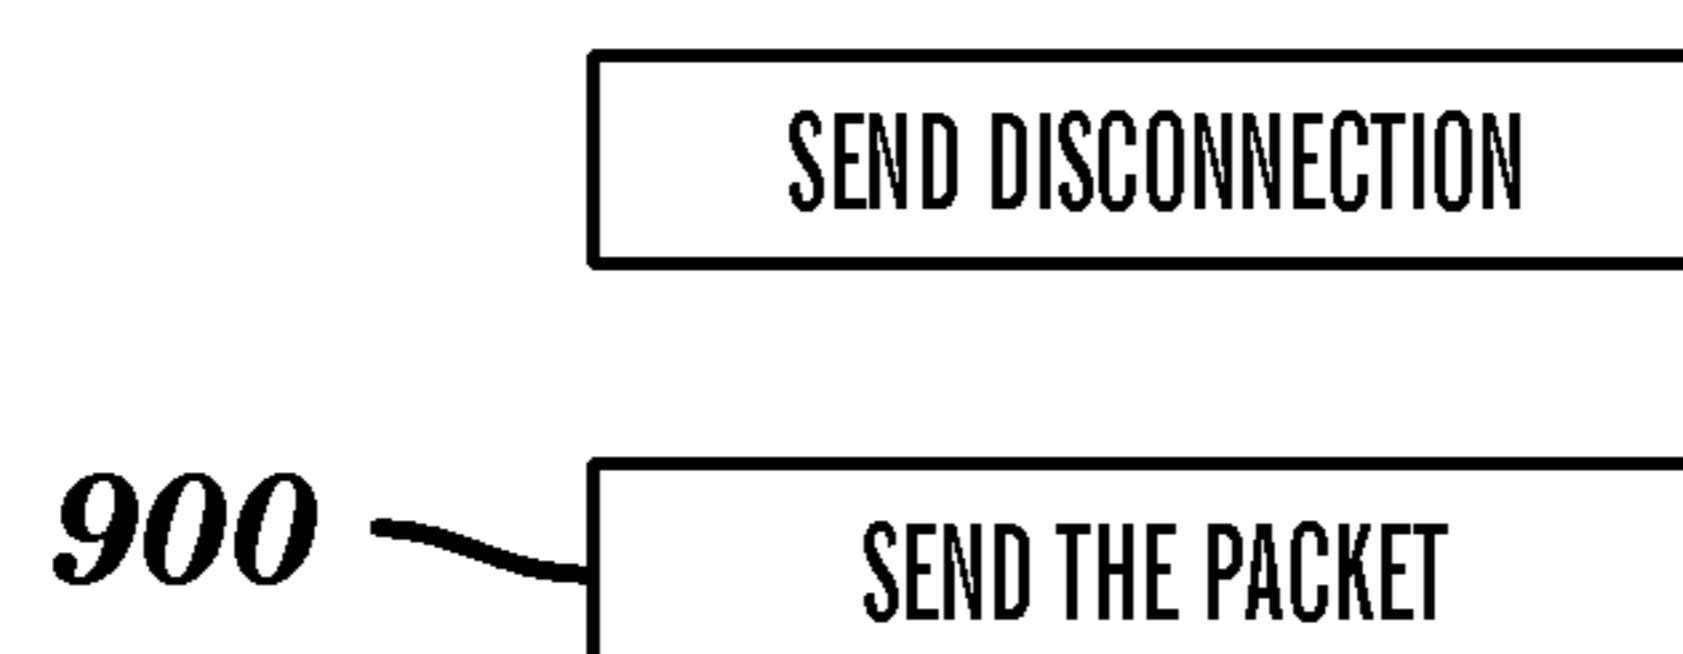 SEND DISCONNECTION
900
SEND THE PACKET